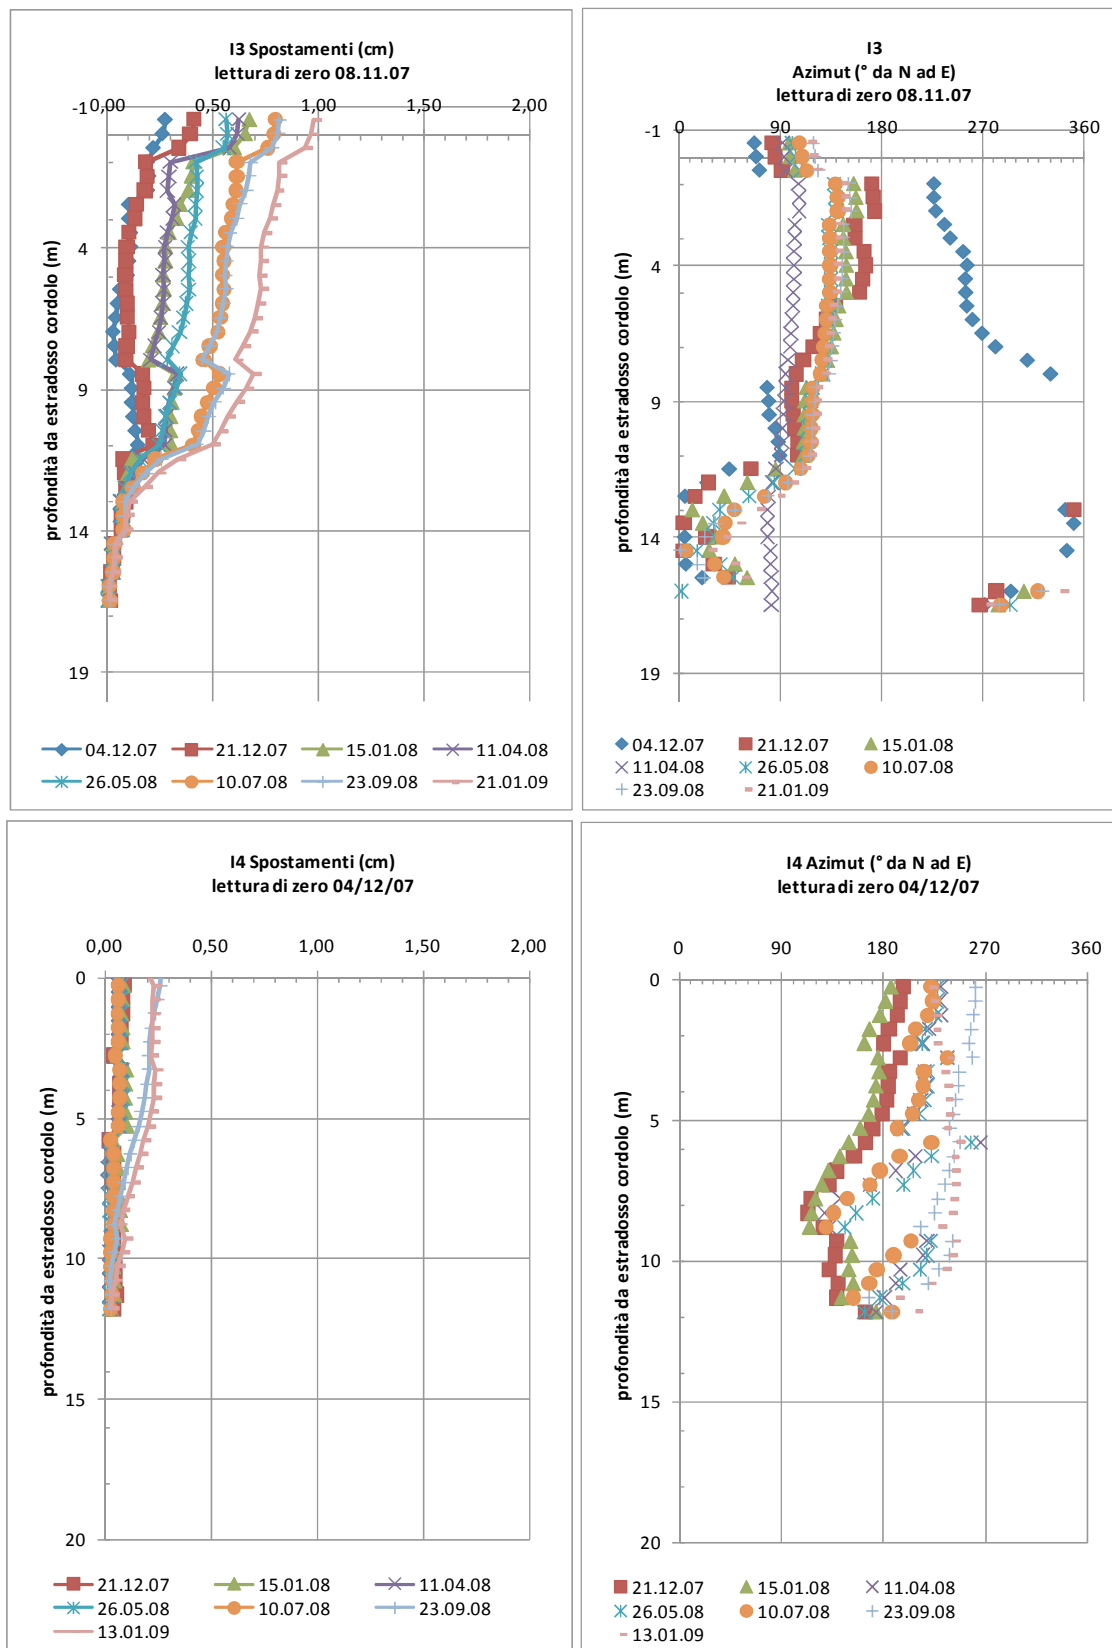 I3 Spostamenti (cm)
lettura di zero 08.11.07
0,00 0,50 1,00 1,50 2,00
-1
4
9
14
19
profondità da estradosso cordolo (m)
04.12.07 21.12.07 15.01.08 11.04.08
26.05.08 10.07.08 23.09.08 21.01.09
I3
Azimut (° da N ad E)
lettura di zero 08.11.07
0 90 180 270 360
-1
4
9
14
19
profondità da estradosso cordolo (m)
04.12.07 21.12.07 15.01.08
11.04.08 26.05.08 10.07.08
23.09.08 21.01.09
I4 Spostamenti (cm)
lettura di zero 04/12/07
0,00 0,50 1,00 1,50 2,00
0
5
10
15
20
profondità da estradosso cordolo (m)
21.12.07 15.01.08 11.04.08
26.05.08 10.07.08 23.09.08
13.01.09
I4 Azimut (° da N ad E)
lettura di zero 04/12/07
0 90 180 270 360
0
5
10
15
20
profondità da estradosso cordolo (m)
21.12.07 15.01.08 11.04.08
26.05.08 10.07.08 23.09.08
13.01.09